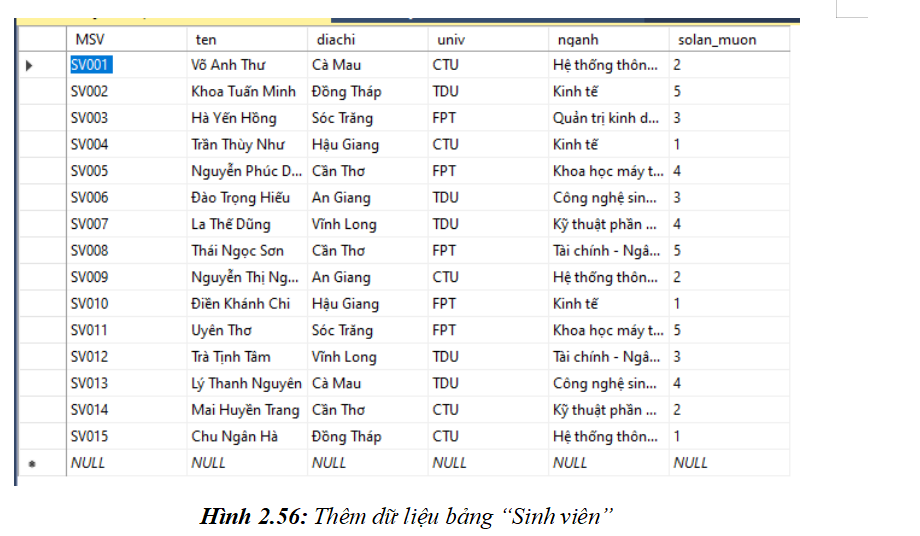 MSV ten diachi univ nganh solan_muon
SV001 Võ Anh Thư Cà Mau CTU Hệ thống thôn... 2
SV002 Khoa Tuấn Minh Đồng Tháp TDU Kinh tế 5
SV003 Hà Yến Hồng Sóc Trăng FPT Quản trị kinh d... 3
SV004 Trần Thùy Như Hậu Giang CTU Kinh tế 1
SV005 Nguyễn Phúc D... Cần Thơ FPT Khoa học máy t... 4
SV006 Đào Trọng Hiếu An Giang TDU Công nghệ sin... 3
SV007 La Thế Dũng Vĩnh Long TDU Kỹ thuật phần ... 4
SV008 Thái Ngọc Sơn Cần Thơ FPT Tài chính - Ngâ... 5
SV009 Nguyễn Thị Ng... An Giang CTU Hệ thống thôn... 2
SV010 Điền Khánh Chi Hậu Giang FPT Kinh tế 1
SV011 Uyên Thơ Sóc Trăng FPT Khoa học máy t... 5
SV012 Trà Tịnh Tâm Vĩnh Long TDU Tài chính - Ngâ... 3
SV013 Lý Thanh Nguyên Cà Mau TDU Công nghệ sin... 4
SV014 Mai Huyền Trang Cần Thơ CTU Kỹ thuật phần ... 2
SV015 Chu Ngân Hà Đồng Tháp CTU Hệ thống thôn... 1
NULL NULL NULL NULL NULL NULL
Hình 2.56: Thêm dữ liệu bảng “Sinh viên”